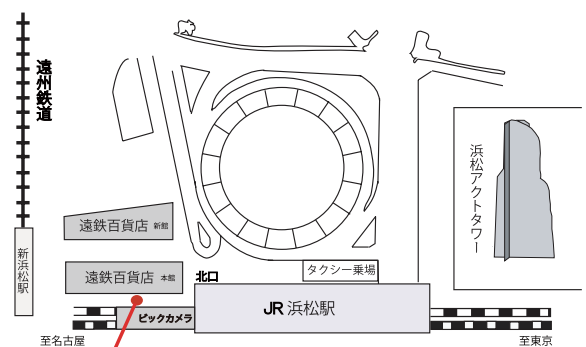 遠州鉄道
浜松アクトタワー
遠鉄百貨店 新館
新浜松駅
遠鉄百貨店 本館
北口
タクシー乗場
JR 浜松駅
ビックカメラ
至名古屋
至東京